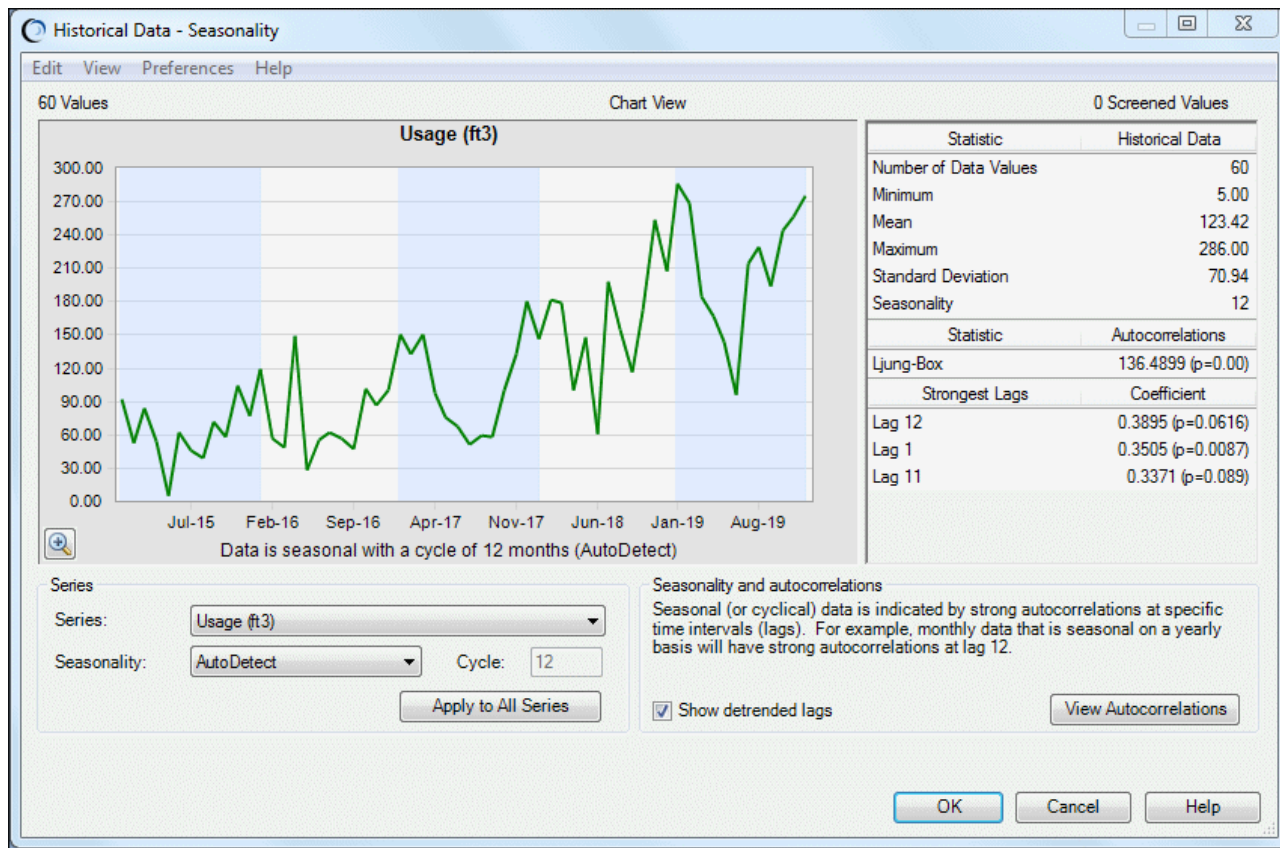 Historical Data - Seasonality
Edit View Preferences Help
60 Values Chart View 0 Screened Values
Usage (ft3)
300.00
270.00
240.00
210.00
180.00
150.00
120.00
90.00
60.00
30.00
0.00
Jul-15 Feb-16 Sep-16 Apr-17 Nov-17 Jun-18 Jan-19 Aug-19
Data is seasonal with a cycle of 12 months (AutoDetect)
Statistic Historical Data
Number of Data Values 60
Minimum 5.00
Mean 123.42
Maximum 286.00
Standard Deviation 70.94
Seasonality 12
Statistic Autocorrelations
Ljung-Box 136.4899 (p=0.00)
Strongest Lags Coefficient
Lag 12 0.3895 (p=0.0616)
Lag 1 0.3505 (p=0.0087)
Lag 11 0.3371 (p=0.089)
Series
Series: Usage (ft3)
Seasonality: AutoDetect Cycle: 12
Apply to All Series
Seasonality and autocorrelations
Seasonal (or cyclical) data is indicated by strong autocorrelations at specific
time intervals (lags). For example, monthly data that is seasonal on a yearly
basis will have strong autocorrelations at lag 12.
Show detrended lags View Autocorrelations
OK Cancel Help